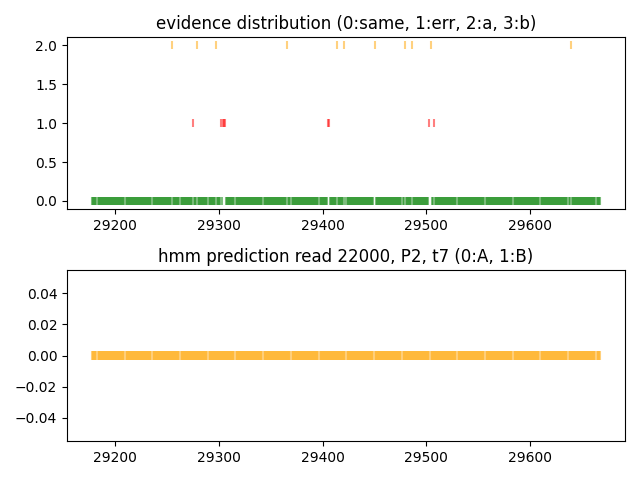 evidence distribution (0:same, 1:err, 2:a, 3:b)
2.0
1.5
1.0
0.5
0.0
29200 29300 29400 29500 29600
hmm prediction read 22000, P2, t7 (0:A, 1:B)
0.04
0.02
0.00
−0.02
−0.04
29200 29300 29400 29500 29600